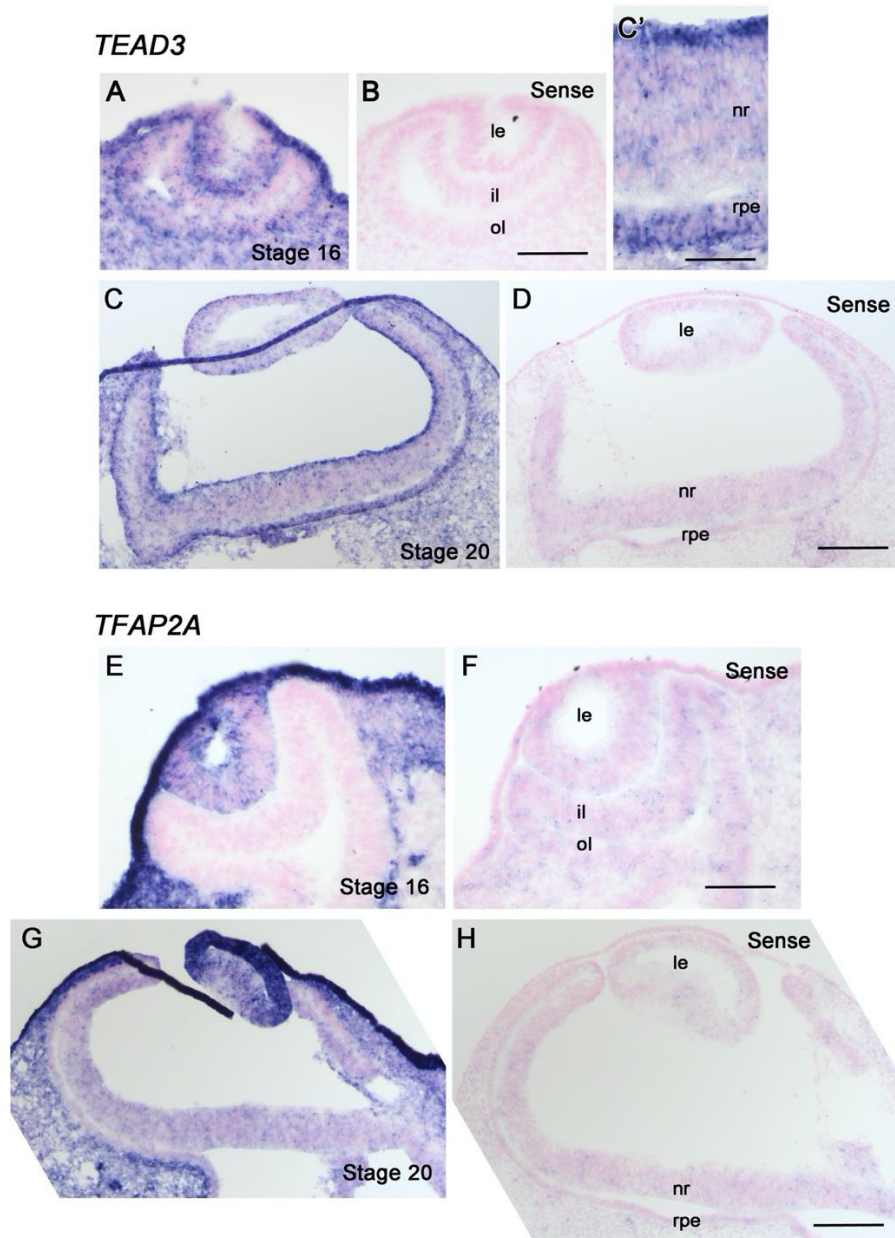 TEAD3
A
B
Sense
le
il
ol
Stage 16
C'
nr
rpe
C
Stage 20
D
Sense
le
nr
rpe
TFAP2A
E
Stage 16
F
Sense
le
il
ol
G
Stage 20
H
Sense
le
nr
rpe